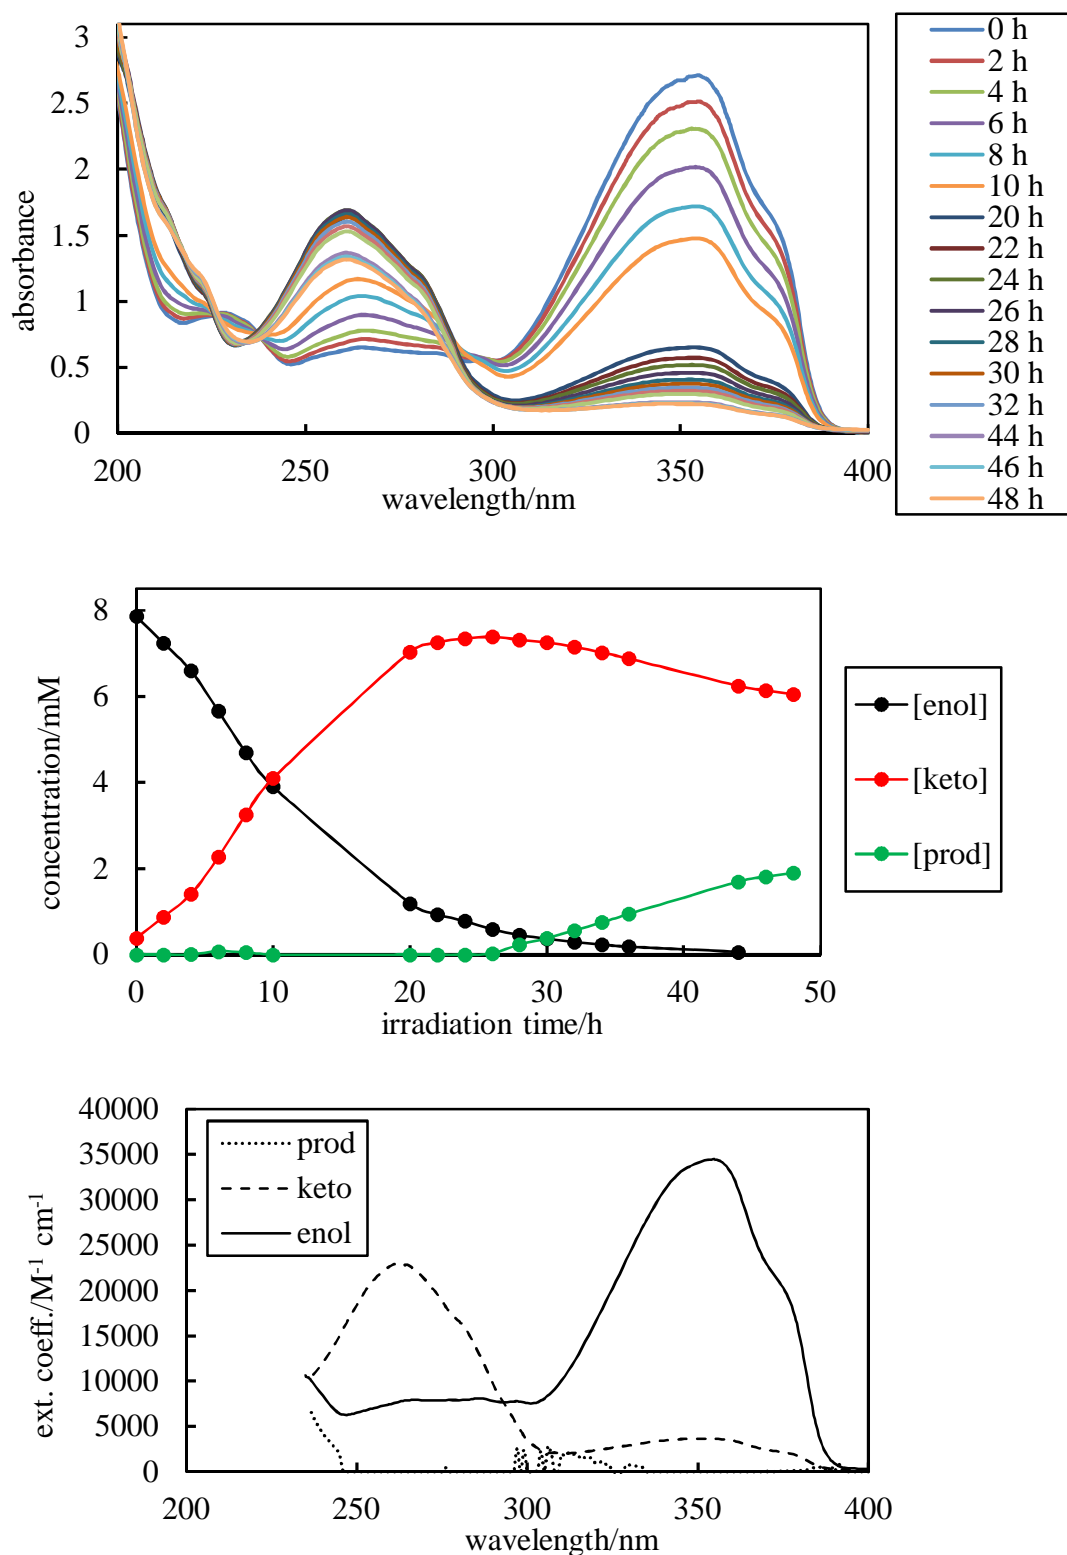 3
2.5
2
1.5
1
0.5
0
absorbance
200 250 300 350 400
wavelength/nm
0 h
2 h
4 h
6 h
8 h
10 h
20 h
22 h
24 h
26 h
28 h
30 h
32 h
44 h
46 h
48 h
8
6
4
2
0
concentration/mM
0 10 20 30 40 50
irradiation time/h
[enol]
[keto]
[prod]
40000
35000
30000
25000
20000
15000
10000
5000
0
ext. coeff./M⁻¹ cm⁻¹
prod
keto
enol
200 250 300 350 400
wavelength/nm